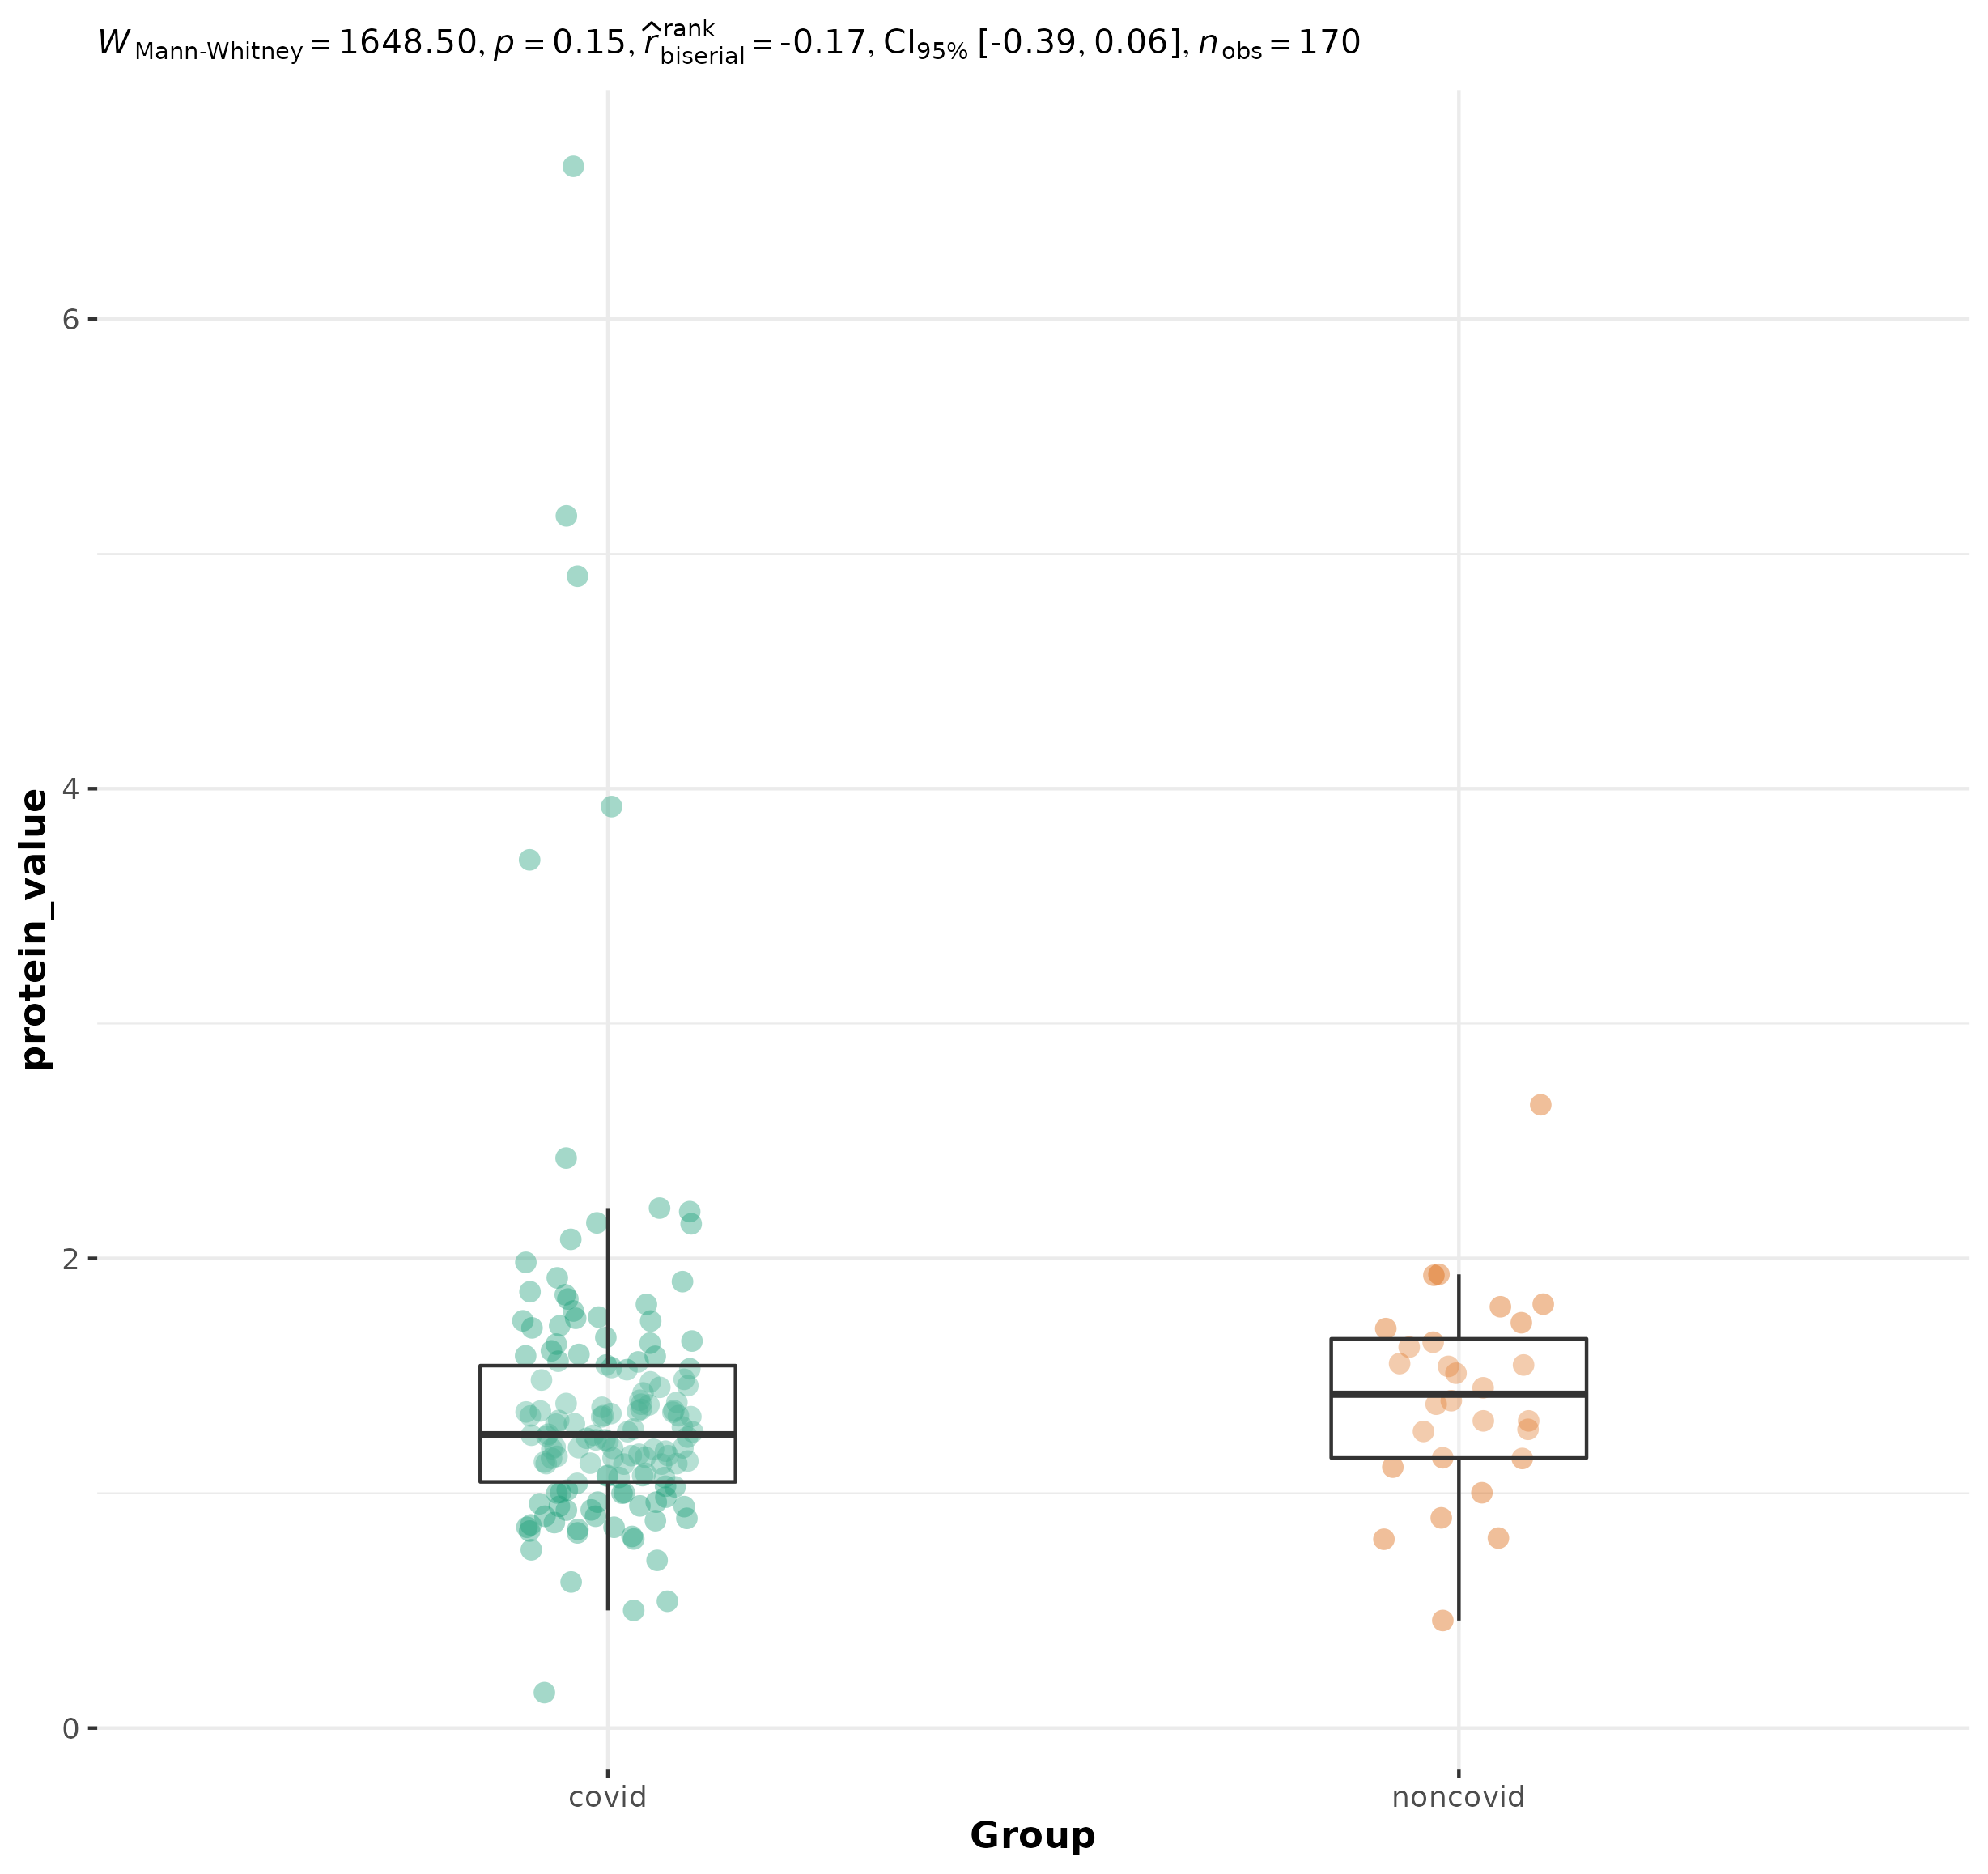 W Mann-Whitney = 1648.50, p = 0.15, r̂ rank biserial = -0.17, CI95% [-0.39, 0.06], nobs = 170
6
4
2
0
protein_value
covid noncovid
Group